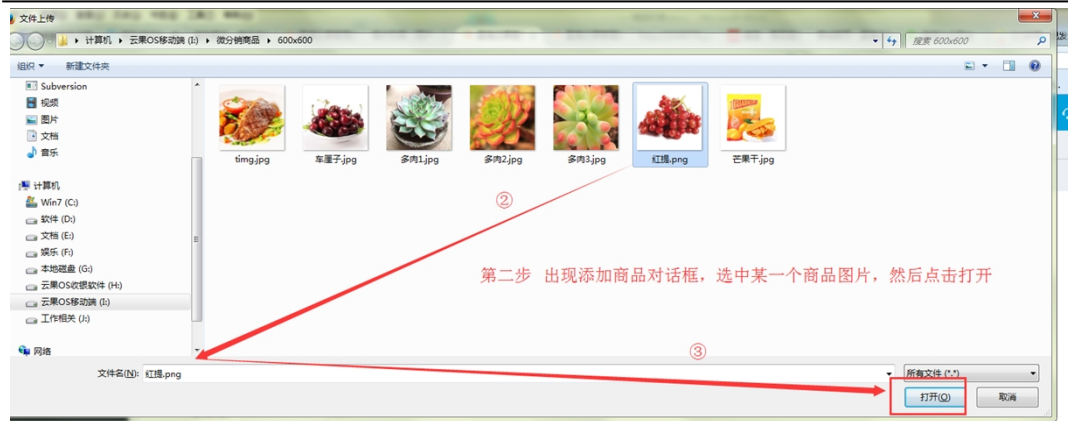 文件上传
计算机 ▸ 云果OS移动端 (I:) ▸ 微分销商品 ▸ 600x600
搜索 600x600
组织 新建文件夹
Subversion
视频
图片
文档
音乐
计算机
Win7 (C:)
软件 (D:)
文档 (E:)
娱乐 (F:)
本地磁盘 (G:)
云果OS收银软件 (H:)
云果OS移动端 (I:)
工作相关 (J:)
网络
timg.jpg
车厘子.jpg
多肉1.jpg
多肉2.jpg
多肉3.jpg
红提.png
芒果干.jpg
②
第二步 出现添加商品对话框，选中某一个商品图片，然后点击打开
③
文件名(N): 红提.png
所有文件 (*.*)
打开(O) 取消